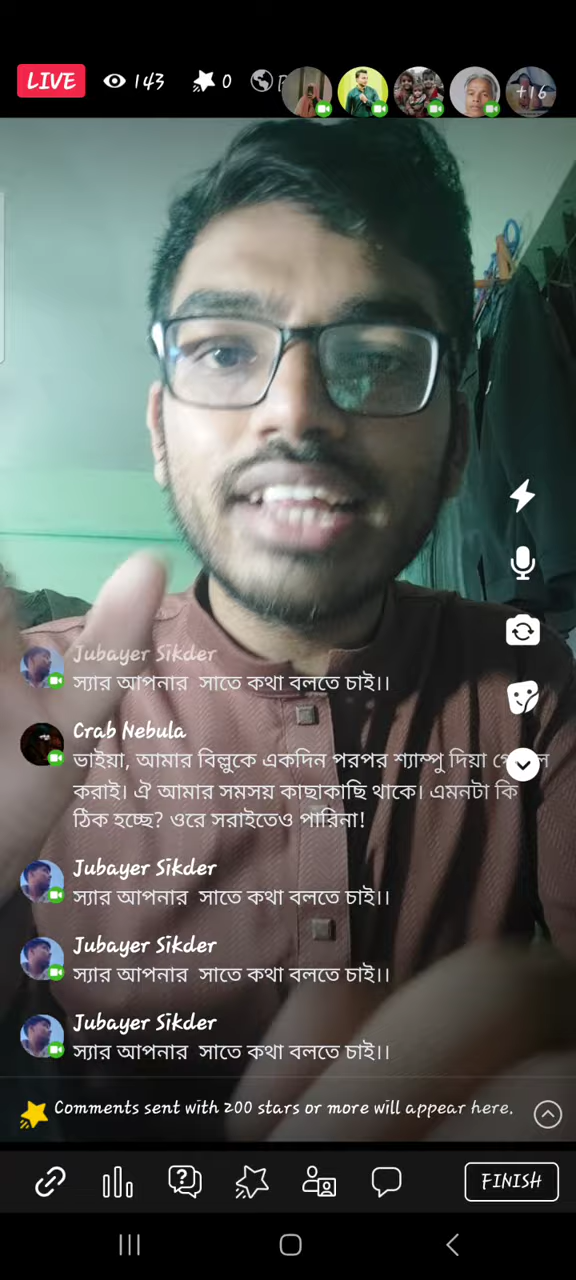 LIVE 143 0
+16
Jubayer Sikder
স্যার আপনার সাতে কথা বলতে চাই।।
Crab Nebula
ভাইয়া, আমার বিল্লুকে একদিন পরপর শ্যাম্পু দিয়া
করাই। ঐ আমার সমসয় কাছাকাছি থাকে। এমনটা কি
ঠিক হচ্ছে? ওরে সরাইতেও পারিনা!
Jubayer Sikder
স্যার আপনার সাতে কথা বলতে চাই।।
Jubayer Sikder
স্যার আপনার সাতে কথা বলতে চাই।।
Jubayer Sikder
স্যার আপনার সাতে কথা বলতে চাই।।
Comments sent with 200 stars or more will appear here.
FINISH